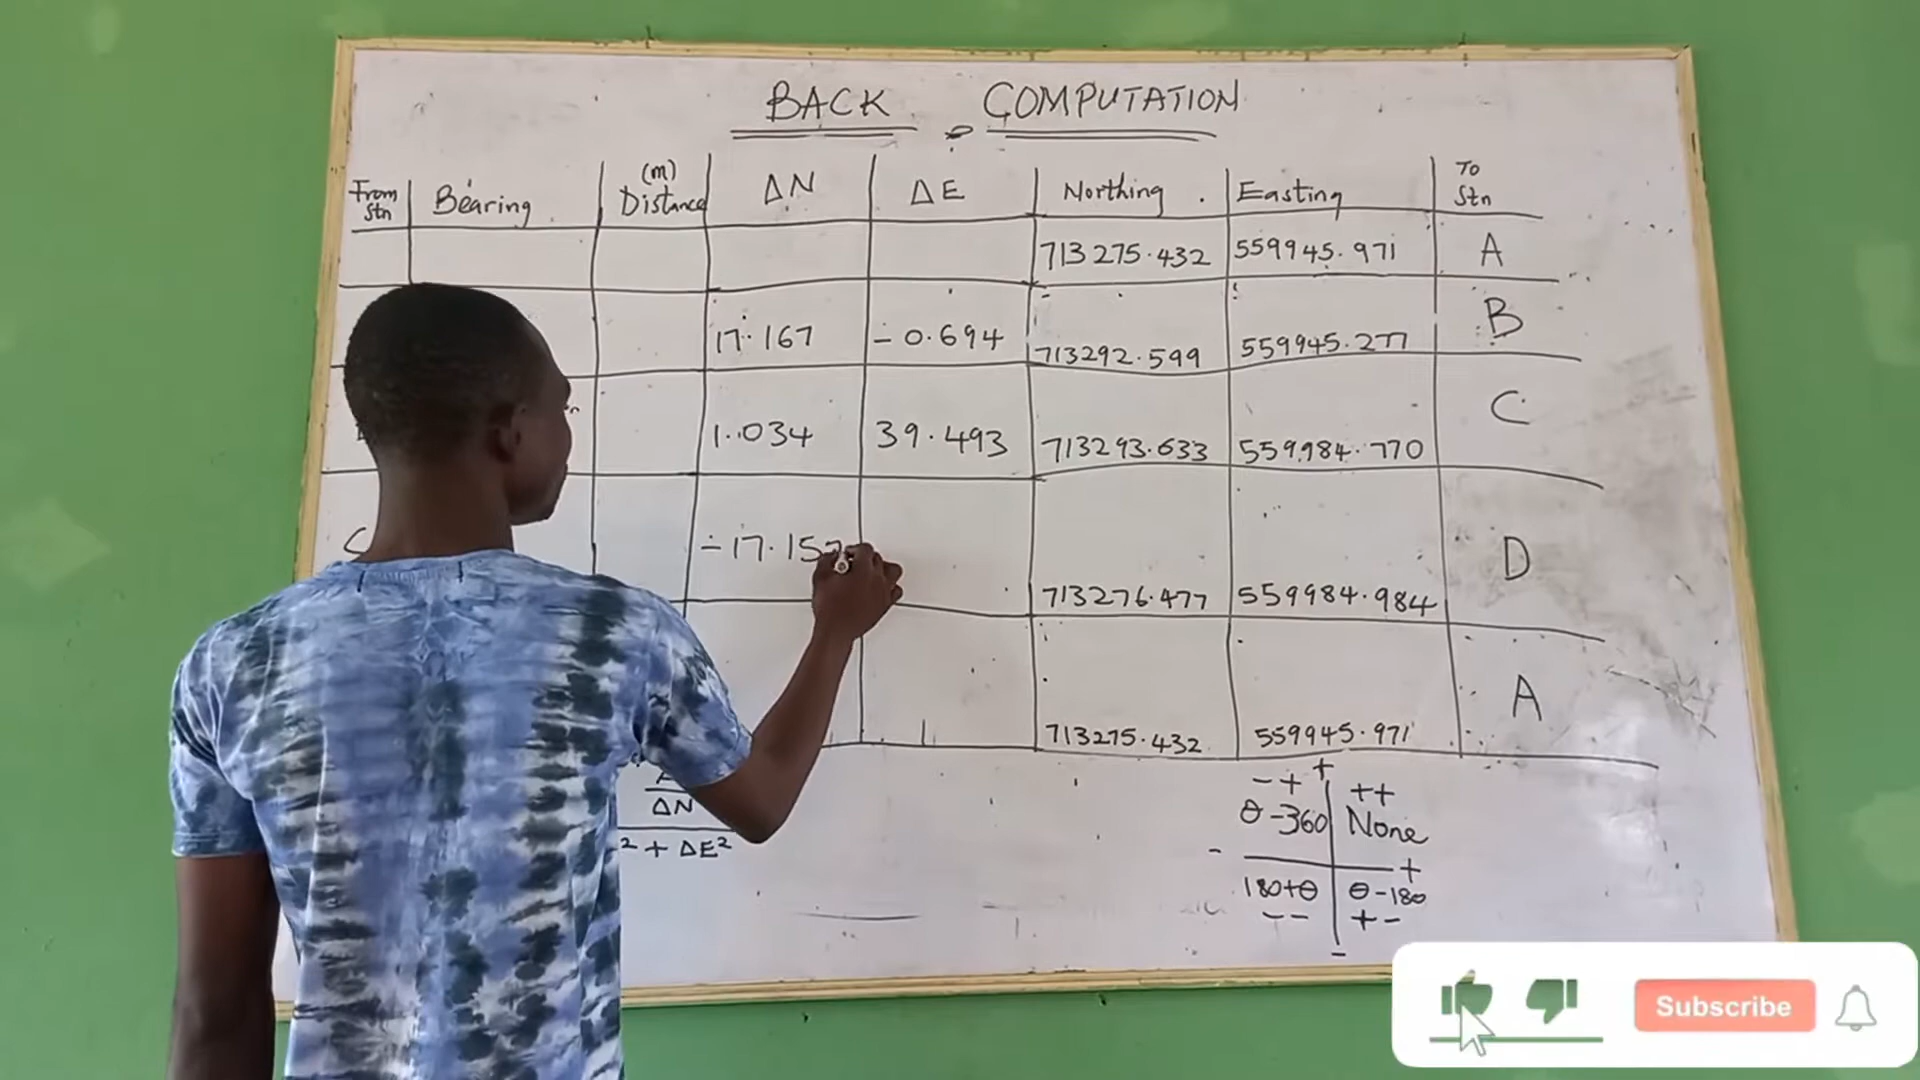 BACK COMPUTATION
From Stn Bearing (m) Distance ΔN ΔE Northing Easting To Stn
713275.432 559945.971 A
17.167 -0.694 713292.599 559945.277 B
1.034 39.493 713293.633 559984.770 C
C -17.15 713276.477 559984.984 D
713275.432 559945.971 A
ΔN
² + ΔE²
- + + + +
θ-360 None
- +
180+θ θ-180
- - + -
-
Subscribe